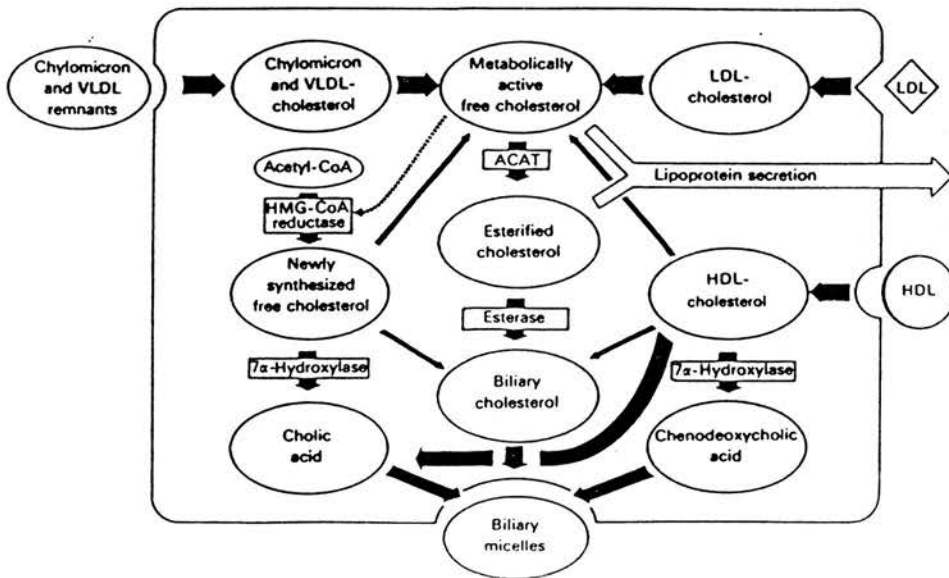 Chylomicron
and VLDL
remnants
Chylomicron
and VLDL-
cholesterol
Metabolically
active
free cholesterol
LDL-
cholesterol
LDL
Acetyl-CoA
ACAT
Lipoprotein secretion
HMG-CoA
reductase
Esterified
cholesterol
Newly
synthesized
free cholesterol
HDL-
cholesterol
HDL
Esterase
7α-Hydroxylase
7α-Hydroxylase
Biliary
cholesterol
Cholic
acid
Chenodeoxycholic
acid
Biliary
micelles